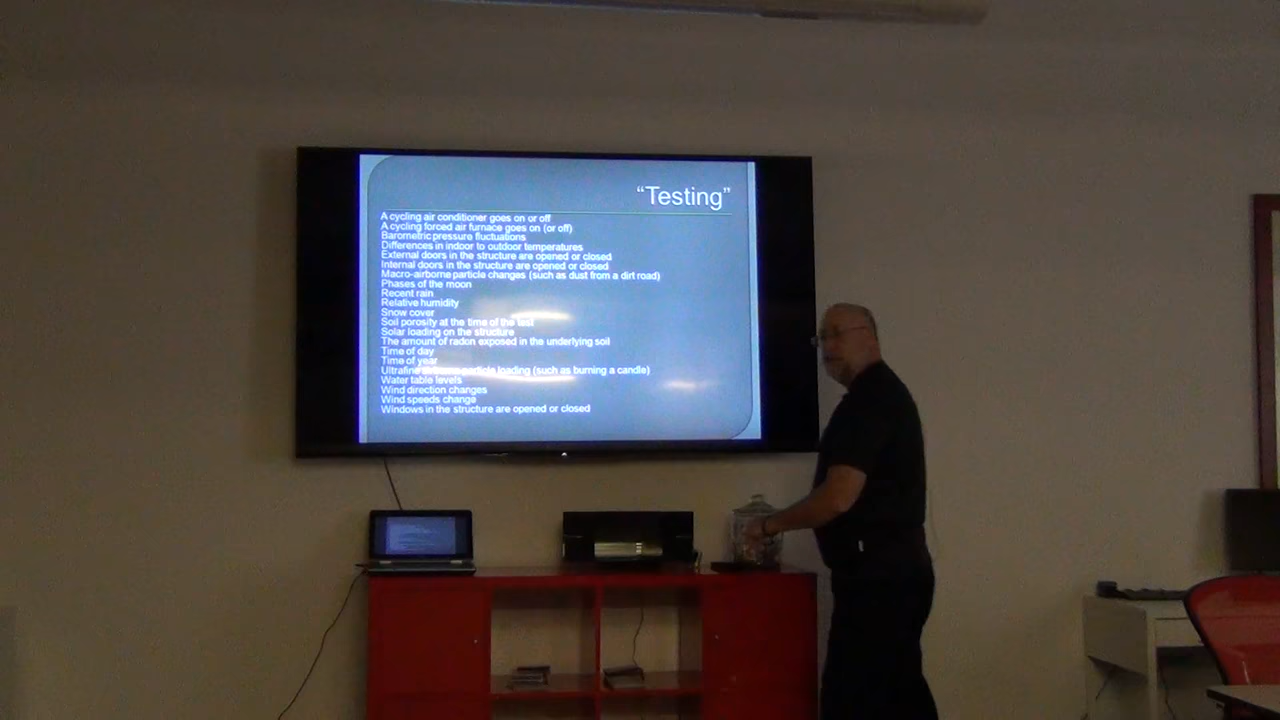 “Testing”
A cycling air conditioner goes on or off
A cycling forced air furnace goes on (or off)
Barometric pressure fluctuations
Differences in indoor to outdoor temperatures
External doors in the structure are opened or closed
Internal doors in the structure are opened or closed
Macro-airborne particle changes (such as dust from a dirt road)
Phases of the moon
Recent rain
Relative humidity
Snow cover
Soil porosity at the time of the test
Solar loading on the structure
The amount of radon exposed in the underlying soil
Time of day
Time of year
Ultrafine particle loading (such as burning a candle)
Water table levels
Wind direction changes
Wind speeds change
Windows in the structure are opened or closed